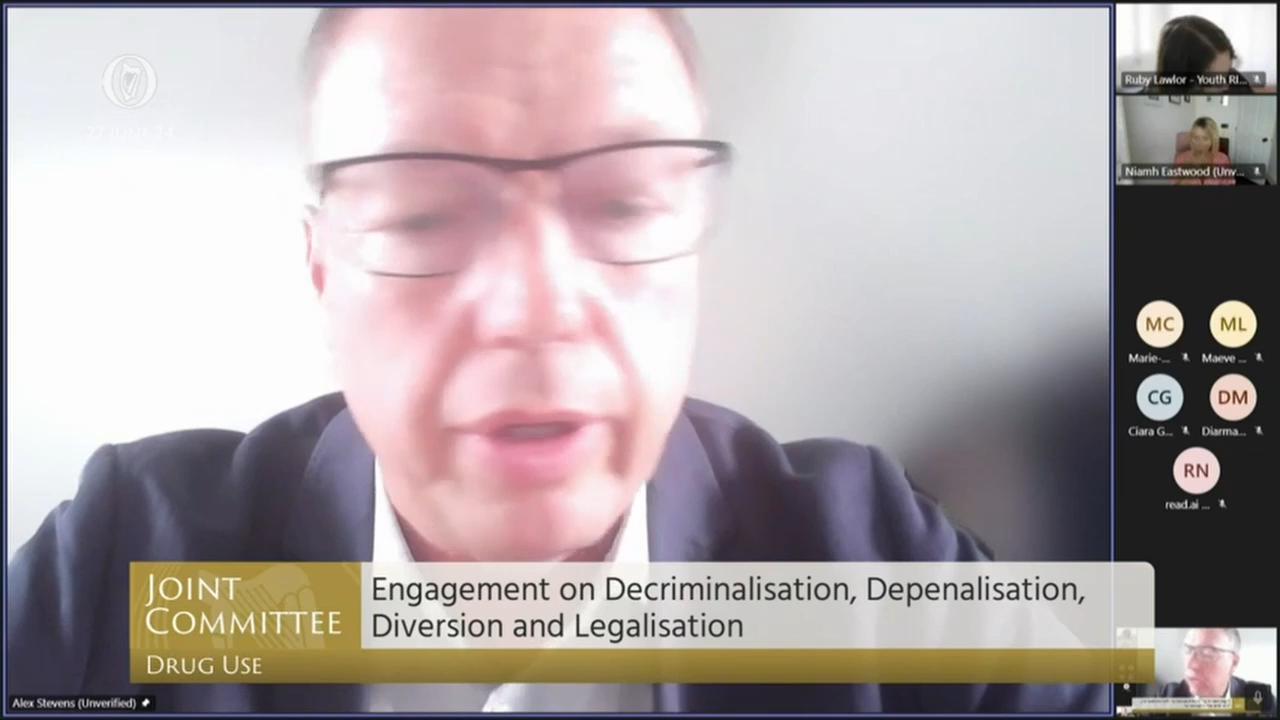 Ruby Lawlor - Youth RI...
Niamh Eastwood (Unv...
MC
ML
Marie-...
Maeve ...
CG
DM
Ciara G...
Diarma...
RN
read.ai ...
JOINT
COMMITTEE
Engagement on Decriminalisation, Depenalisation,
Diversion and Legalisation
DRUG USE
Alex Stevens (Unverified)